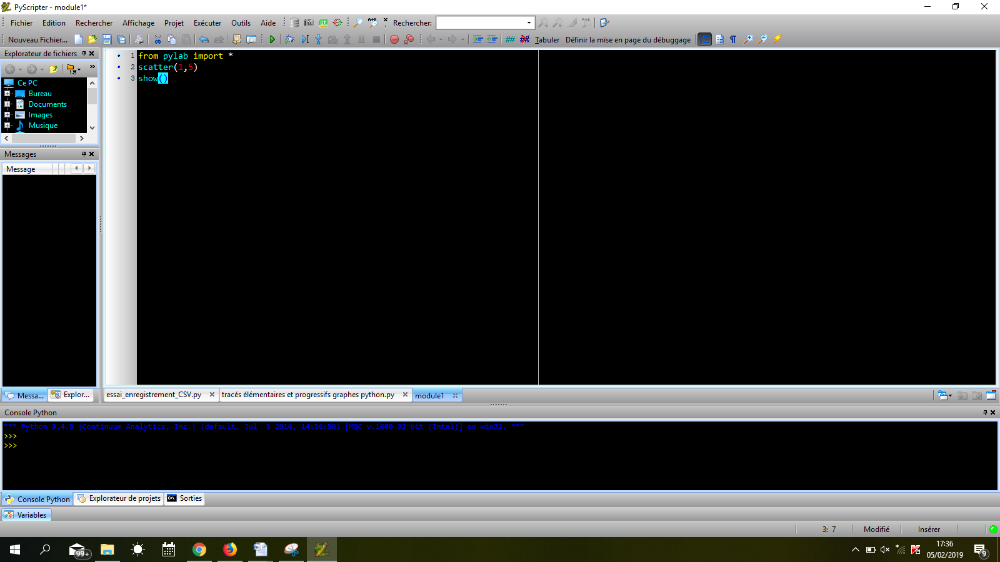 PyScripter - module1*
Fichier Edition Rechercher Affichage Projet Exécuter Outils Aide Rechercher:
Nouveau Fichier... Tabuler Définir la mise en page du débuggage
Explorateur de fichiers
Ce PC
Bureau
Documents
Images
Musique
Messages
Message
1 from pylab import *
2 scatter(1,5)
3 show()
Messa... Explor...
essai_enregistrement_CSV.py tracés élémentaires et progressifs graphes python.py module1
Console Python
*** Python 3.4.5 |Continuum Analytics, Inc.| (default, Jul  5 2016, 14:56:50) [MSC v.1600 32 bit (Intel)] on win32. ***
>>>
>>>
Console Python Explorateur de projets Sorties
Variables
3: 7 Modifié Insérer
99+
17:36
05/02/2019
9